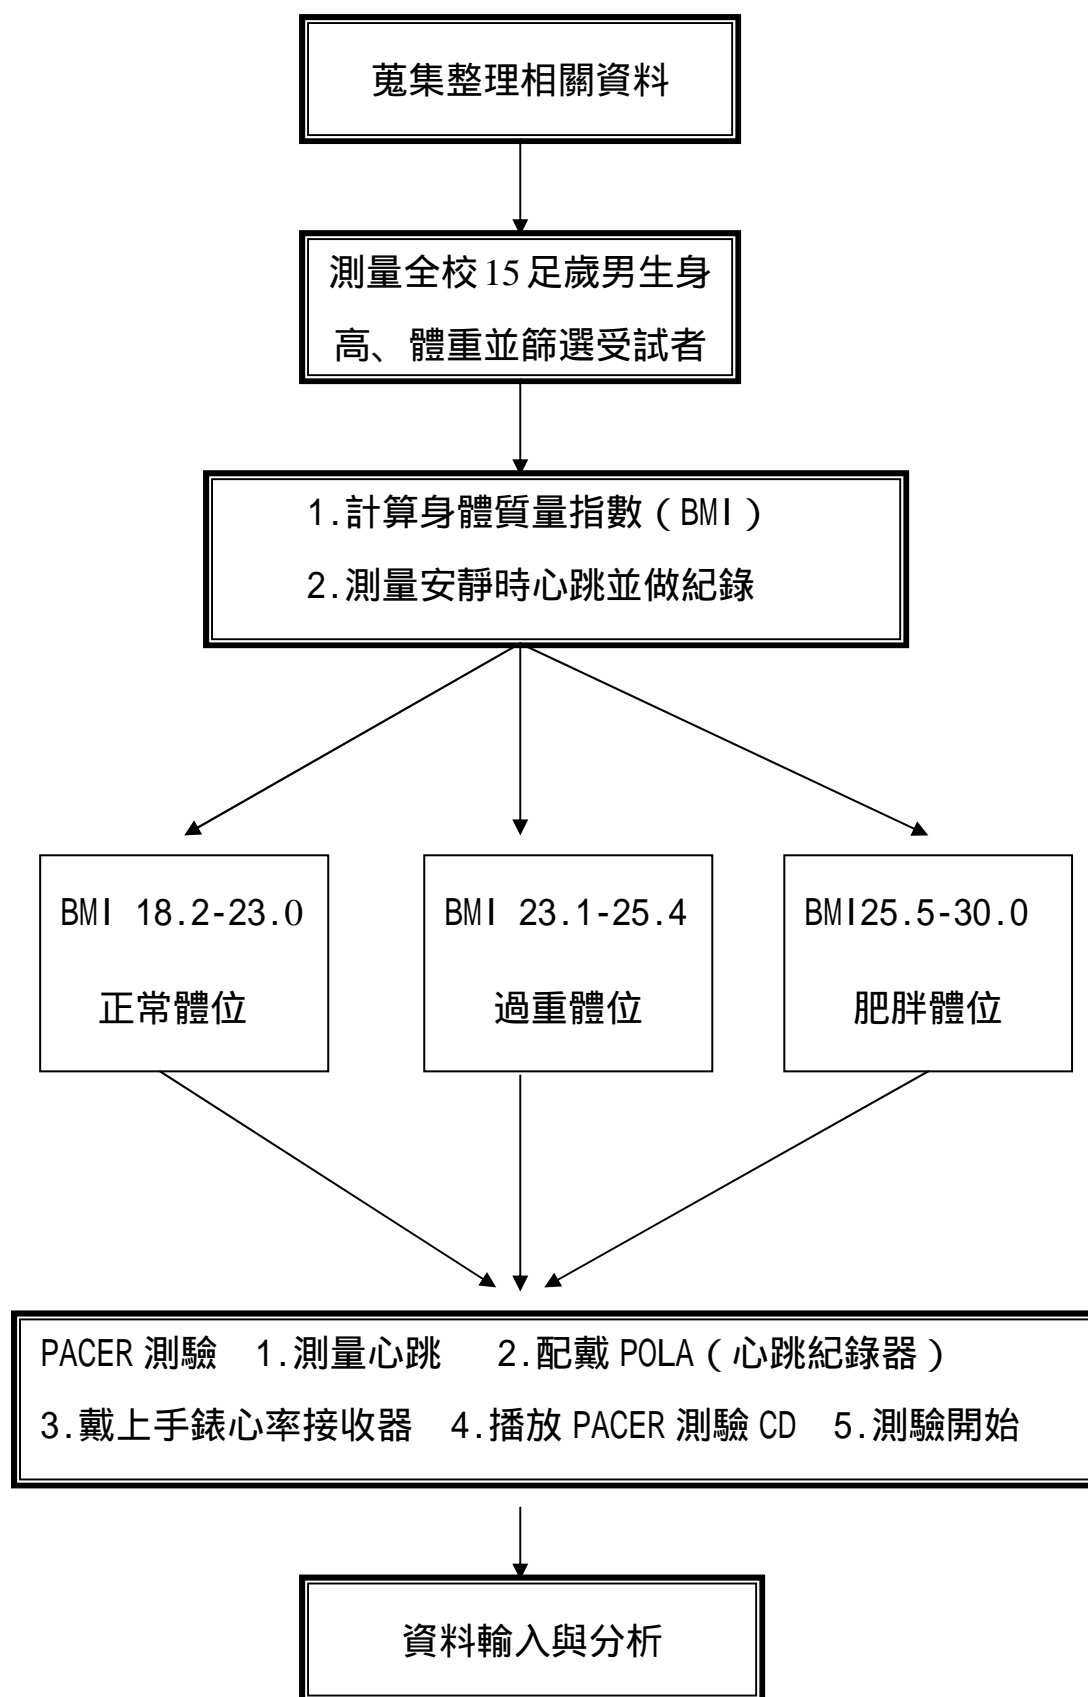 蒐集整理相關資料
測量全校 15 足歲男生身
高、體重並篩選受試者
1.計算身體質量指數（BMI）
2.測量安靜時心跳並做紀錄
BMI 18.2-23.0
正常體位
BMI 23.1-25.4
過重體位
BMI25.5-30.0
肥胖體位
PACER 測驗 1.測量心跳 2.配戴 POLA（心跳紀錄器）
3.戴上手錶心率接收器 4.播放 PACER 測驗 CD 5.測驗開始
資料輸入與分析